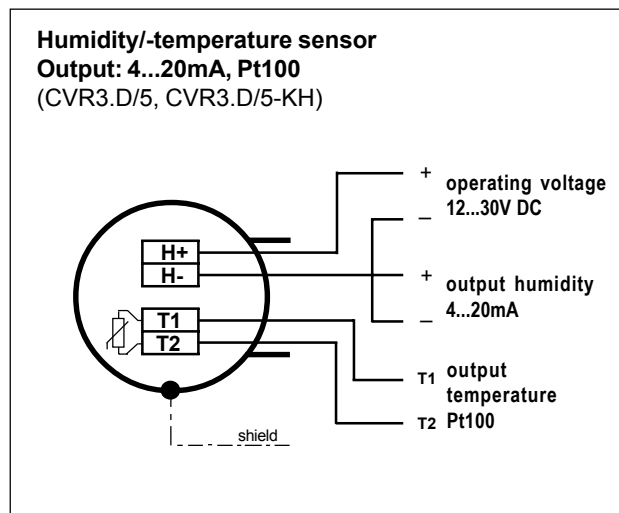 Humidity/-temperature sensor
Output: 4...20mA, Pt100
(CVR3.D/5, CVR3.D/5-KH)
+
operating voltage
12...30V DC
−
H+
H-
+
output humidity
4...20mA
−
T1
T2
T1 output
temperature
T2 Pt100
shield